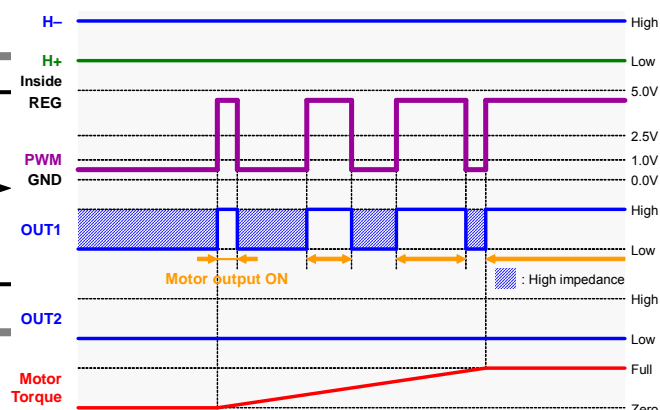 H–
High
H+
Low
Inside
REG
5.0V
2.5V
PWM
1.0V
GND
0.0V
High
OUT1
Low
Motor output ON
: High impedance
High
OUT2
Low
Full
Motor
Torque
Zero